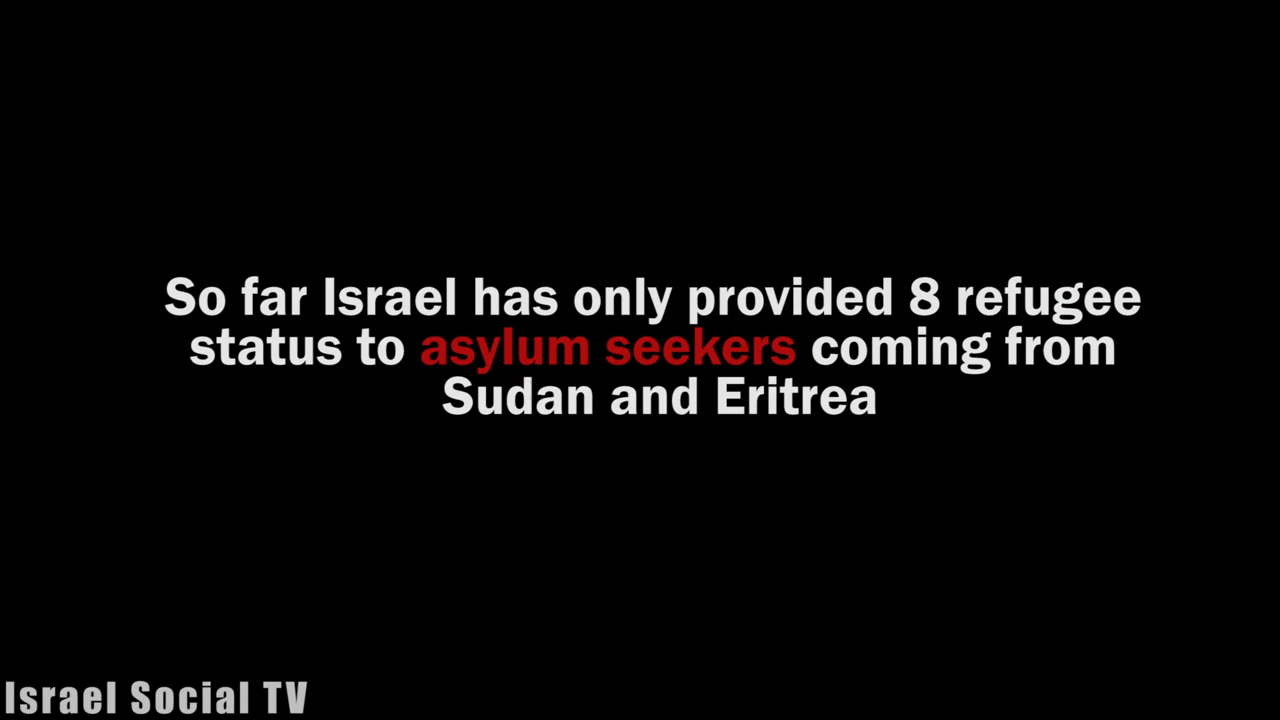 So far Israel has only provided 8 refugee
status to asylum seekers coming from
Sudan and Eritrea
Israel Social TV